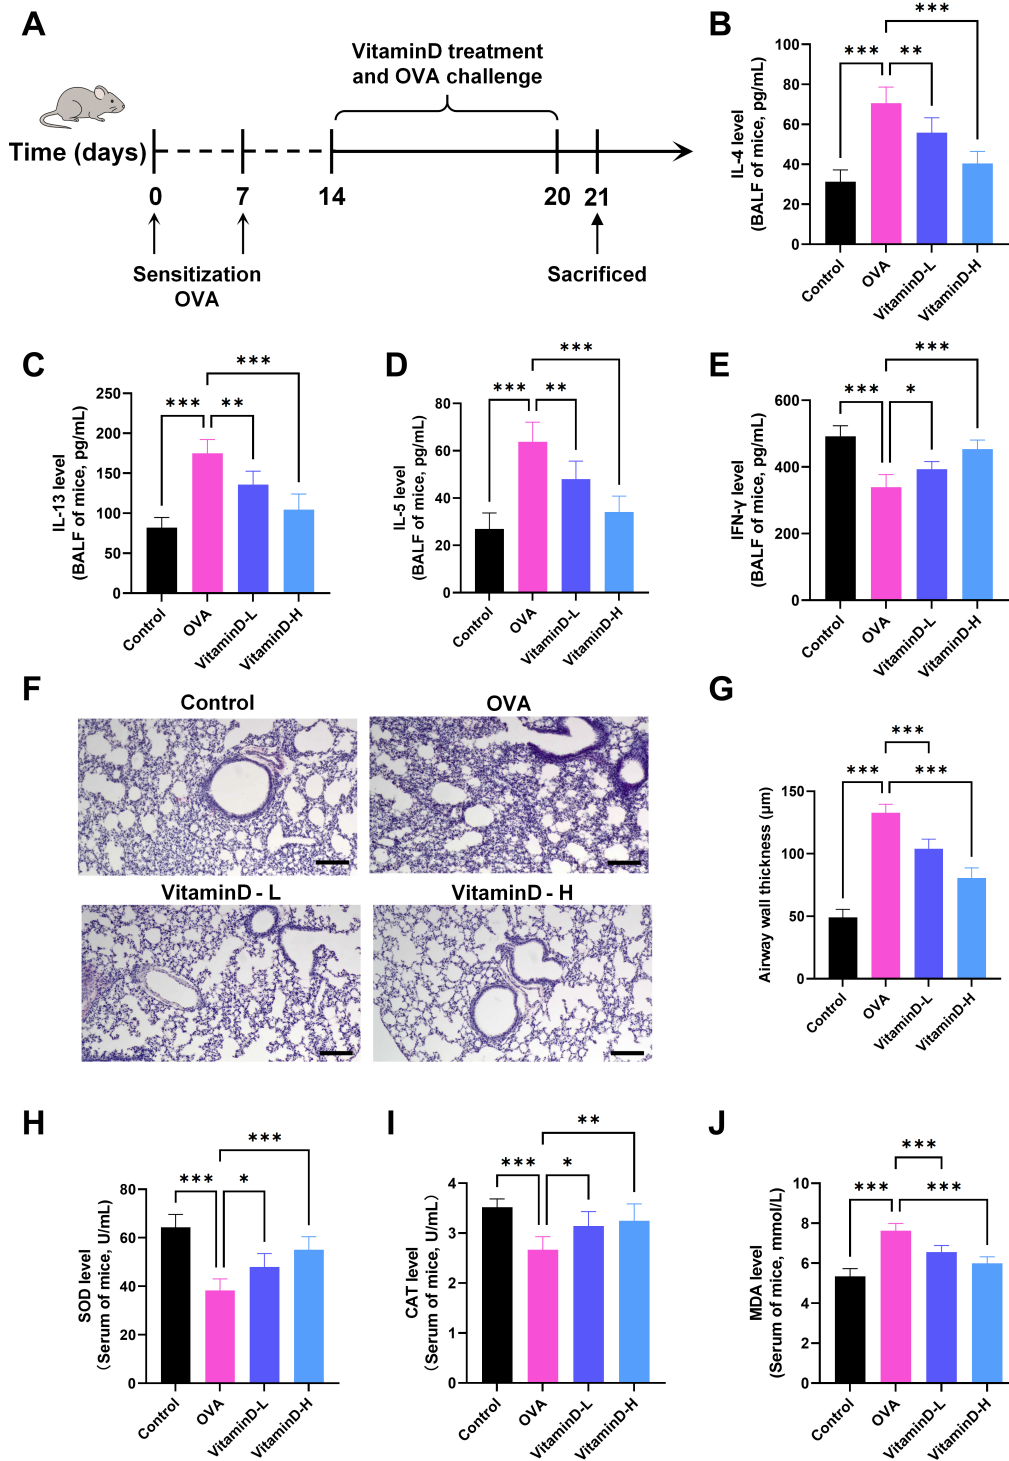 A
VitaminD treatment
and OVA challenge
Time (days)
0
7
14
20
21
Sensitization
OVA
Sacrificed
B
***
***
**
100
80
60
40
20
0
IL-4 level
(BALF of mice, pg/mL)
Control
OVA
VitaminD-L
VitaminD-H
C
***
***
**
250
200
150
100
50
0
IL-13 level
(BALF of mice, pg/mL)
Control
OVA
VitaminD-L
VitaminD-H
D
***
***
**
80
60
40
20
0
IL-5 level
(BALF of mice, pg/mL)
Control
OVA
VitaminD-L
VitaminD-H
E
***
***
*
600
400
200
0
IFN-γ level
(BALF of mice, pg/mL)
Control
OVA
VitaminD-L
VitaminD-H
F
Control
OVA
VitaminD - L
VitaminD - H
G
***
***
***
150
100
50
0
Airway wall thickness (μm)
Control
OVA
VitaminD-L
VitaminD-H
H
***
***
*
80
60
40
20
0
SOD level
（Serum of mice, U/mL）
Control
OVA
VitaminD-L
VitaminD-H
I
**
***
*
4
3
2
1
0
CAT level
（Serum of mice, U/mL）
Control
OVA
VitaminD-L
VitaminD-H
J
***
***
***
10
8
6
4
2
0
MDA level
(Serum of mice, mmol/L)
Control
OVA
VitaminD-L
VitaminD-H